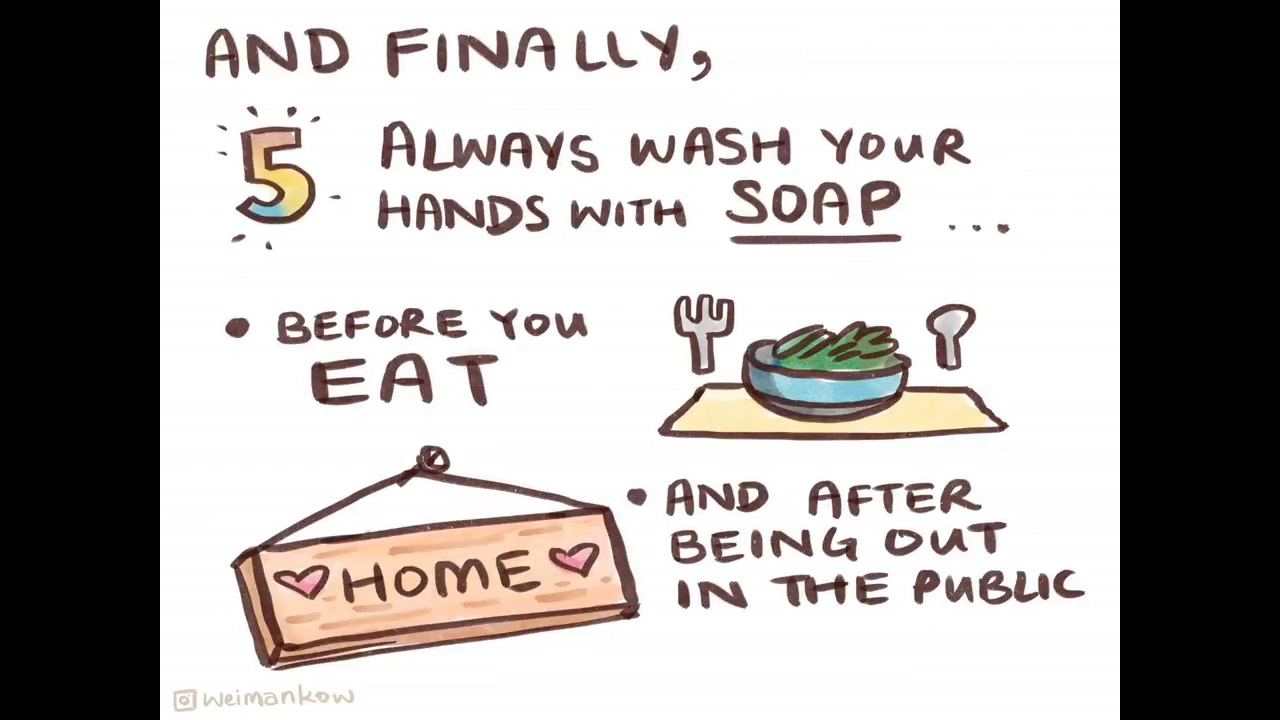 AND FINALLY,
5 ALWAYS WASH YOUR
HANDS WITH SOAP ...
• BEFORE YOU
EAT
HOME
• AND AFTER
BEING OUT
IN THE PUBLIC
weimankow